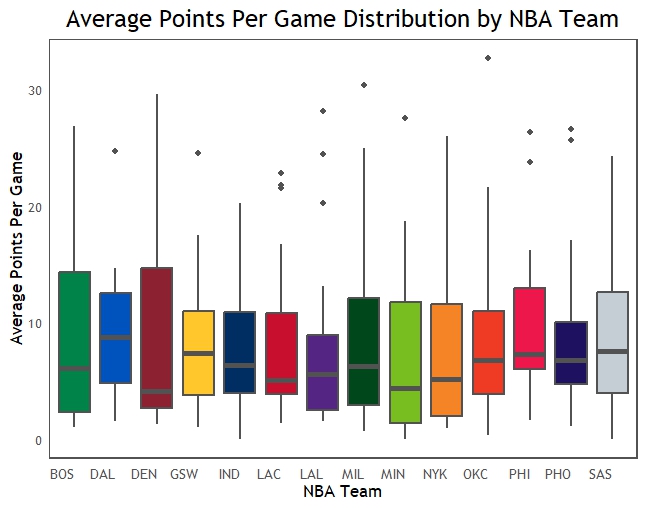 Average Points Per Game Distribution by NBA Team
Average Points Per Game
30
20
10
0
BOS DAL DEN GSW IND LAC LAL MIL MIN NYK OKC PHI PHO SAS
NBA Team